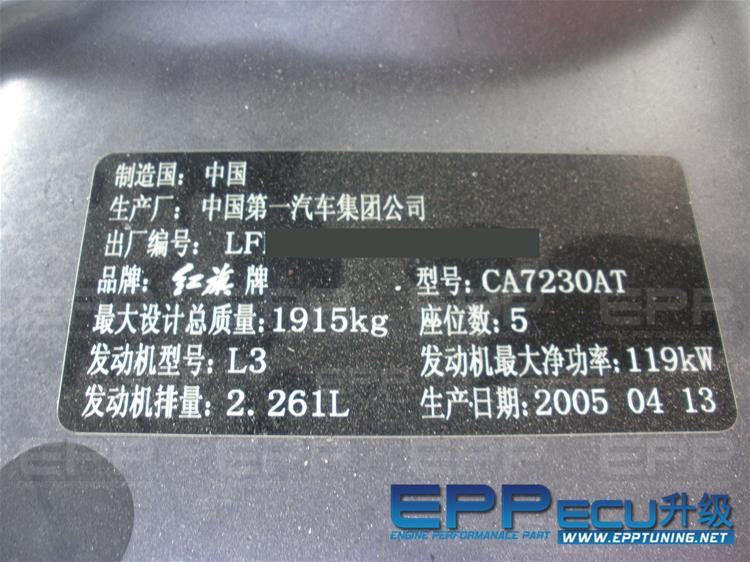 制造国：中国
生产厂：中国第一汽车集团公司
出厂编号：LF
品牌：红旗牌 型号：CA7230AT
最大设计总质量：1915kg 座位数：5
发动机型号：L3 发动机最大净功率：119kW
发动机排量：2.261L 生产日期：2005 04 13
EPPECU升级
ENGINE PERFORMANACE PART WWW.EPPTUNING.NET